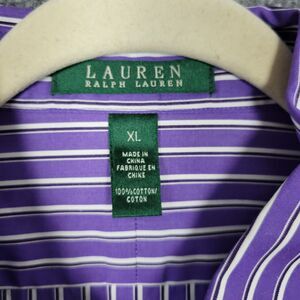 LAUREN
RALPH LAUREN
XL
MADE IN
CHINA
FABRIQUE EN
CHINE
100%COTTON/
COTON